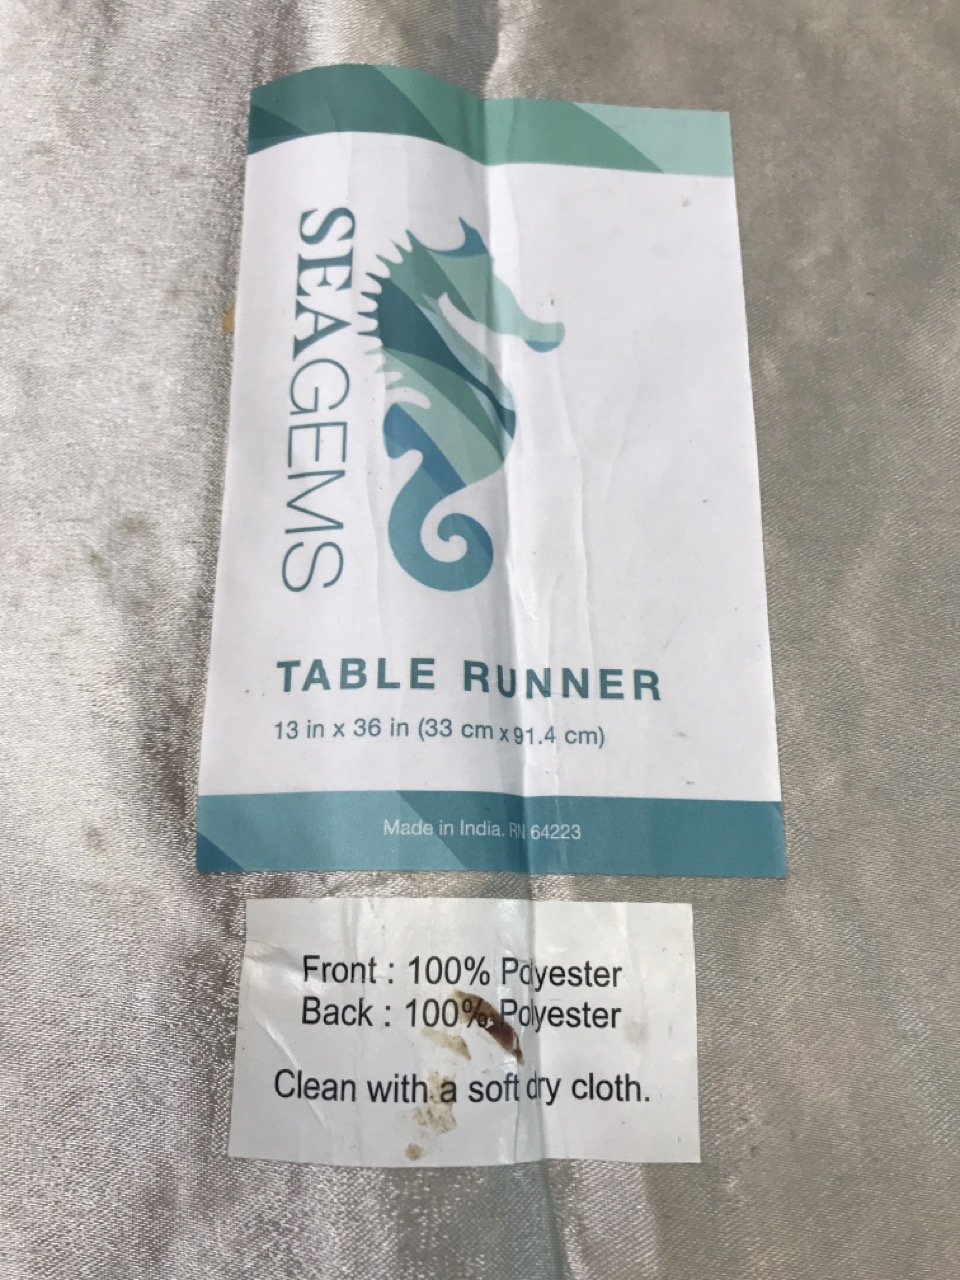 SEAGEMS
TABLE RUNNER
13 in x 36 in (33 cm x 91.4 cm)
Made in India. RN 64223
Front : 100% Polyester
Back : 100% Polyester
Clean with a soft dry cloth.